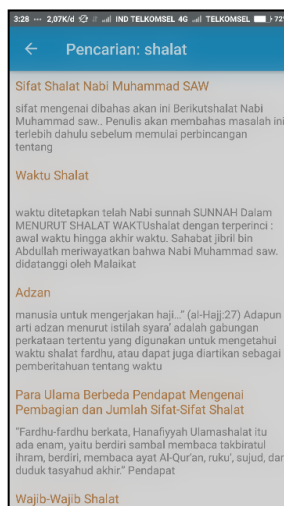 3:28 ... 2,07K/d IND TELKOMSEL 4G TELKOMSEL 72%
Pencarian: shalat
Sifat Shalat Nabi Muhammad SAW
sifat mengenai dibahas akan ini Berikutshalat Nabi
Muhammad saw.. Penulis akan membahas masalah ini
terlebih dahulu sebelum memulai perbincangan
tentang
Waktu Shalat
waktu ditetapkan telah Nabi sunnah SUNNAH Dalam
MENURUT SHALAT WAKTUshalat dengan terperinci :
awal waktu hingga akhir waktu. Sahabat jibril bin
Abdullah meriwayatkan bahwa Nabi Muhammad saw.
didatanggi oleh Malaikat
Adzan
manusia untuk mengerjakan haji..." (al-Hajj:27) Adapun
arti adzan menurut istilah syara' adalah gabungan
perkataan tertentu yang digunakan untuk mengetahui
waktu shalat fardhu, atau dapat juga diartikan sebagai
pemberitahuan tentang waktu
Para Ulama Berbeda Pendapat Mengenai
Pembagian dan Jumlah Sifat-Sifat Shalat
"Fardhu-fardhu berkata, Hanafiyyah Ulamashalat itu
ada enam, yaitu berdiri sambal membaca takbiratul
ihram, berdiri, membaca ayat Al-Qur'an, ruku', sujud, dan
duduk tasyahud akhir." Pendapat
Wajib-Wajib Shalat